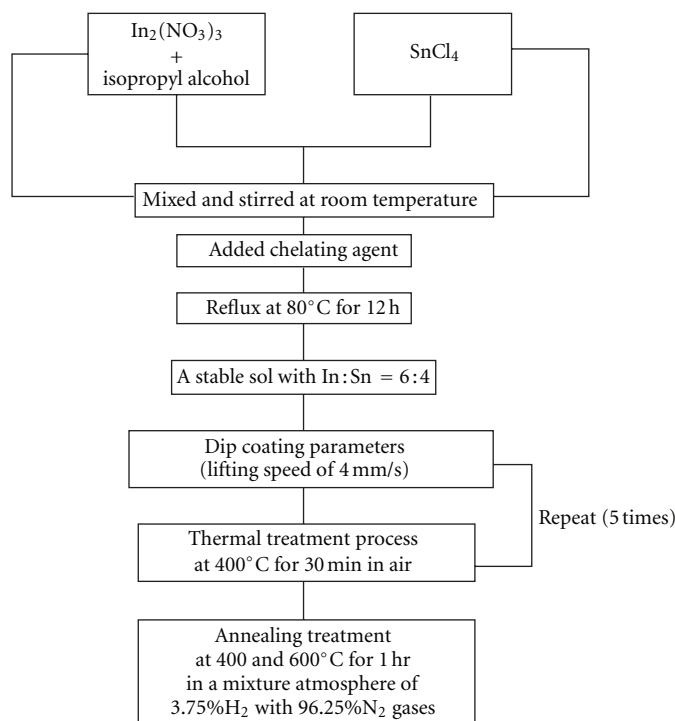 In₂(NO₃)₃
+
isopropyl alcohol
SnCl₄
Mixed and stirred at room temperature
Added chelating agent
Reflux at 80°C for 12 h
A stable sol with In : Sn = 6 : 4
Dip coating parameters
(lifting speed of 4 mm/s)
Repeat (5 times)
Thermal treatment process
at 400°C for 30 min in air
Annealing treatment
at 400 and 600°C for 1 hr
in a mixture atmosphere of
3.75%H₂ with 96.25%N₂ gases